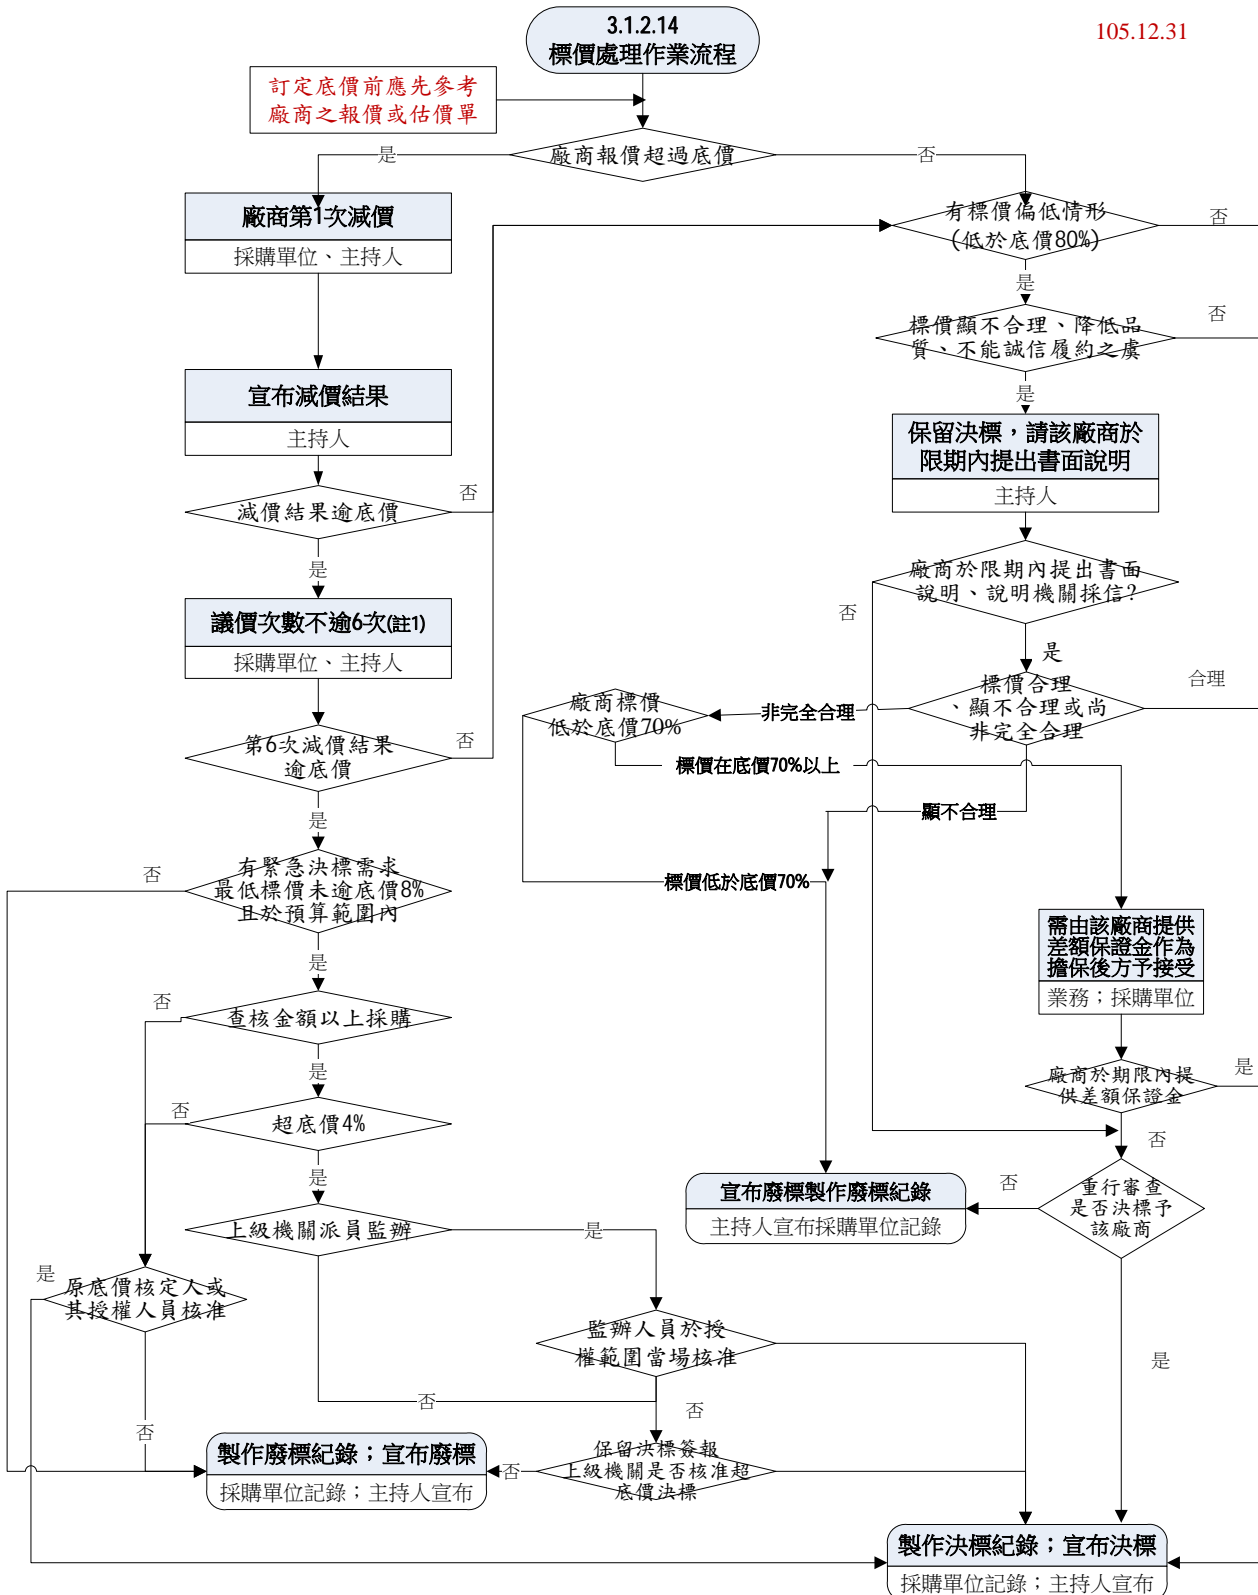 3.1.2.14
標價處理作業流程
105.12.31
訂定底價前應先參考
廠商之報價或估價單
廠商報價超過底價
是
否
廠商第1次減價
採購單位、主持人
有標價偏低情形
(低於底價80%)
否
是
標價顯不合理、降低品
質、不能誠信履約之虞
否
是
宣布減價結果
主持人
保留決標，請該廠商於
限期內提出書面說明
主持人
減價結果逾底價
否
是
廠商於限期內提出書面
說明、說明機關採信?
否
是
議價次數不逾6次(註1)
採購單位、主持人
標價合理
、顯不合理或尚
非完全合理
合理
非完全合理
廠商標價
低於底價70%
標價在底價70%以上
顯不合理
標價低於底價70%
第6次減價結果
逾底價
否
是
有緊急決標需求
最低標價未逾底價8%
且於預算範圍內
否
是
需由該廠商提供
差額保證金作為
擔保後方予接受
業務；採購單位
查核金額以上採購
否
是
廠商於期限內提
供差額保證金
是
否
超底價4%
否
是
重行審查
是否決標予
該廠商
否
是
宣布廢標製作廢標紀錄
主持人宣布採購單位記錄
上級機關派員監辦
是
否
原底價核定人或
其授權人員核准
是
否
監辦人員於授
權範圍當場核准
否
保留決標簽報
上級機關是否核准超
底價決標
否
製作廢標紀錄；宣布廢標
採購單位記錄；主持人宣布
製作決標紀錄；宣布決標
採購單位記錄；主持人宣布